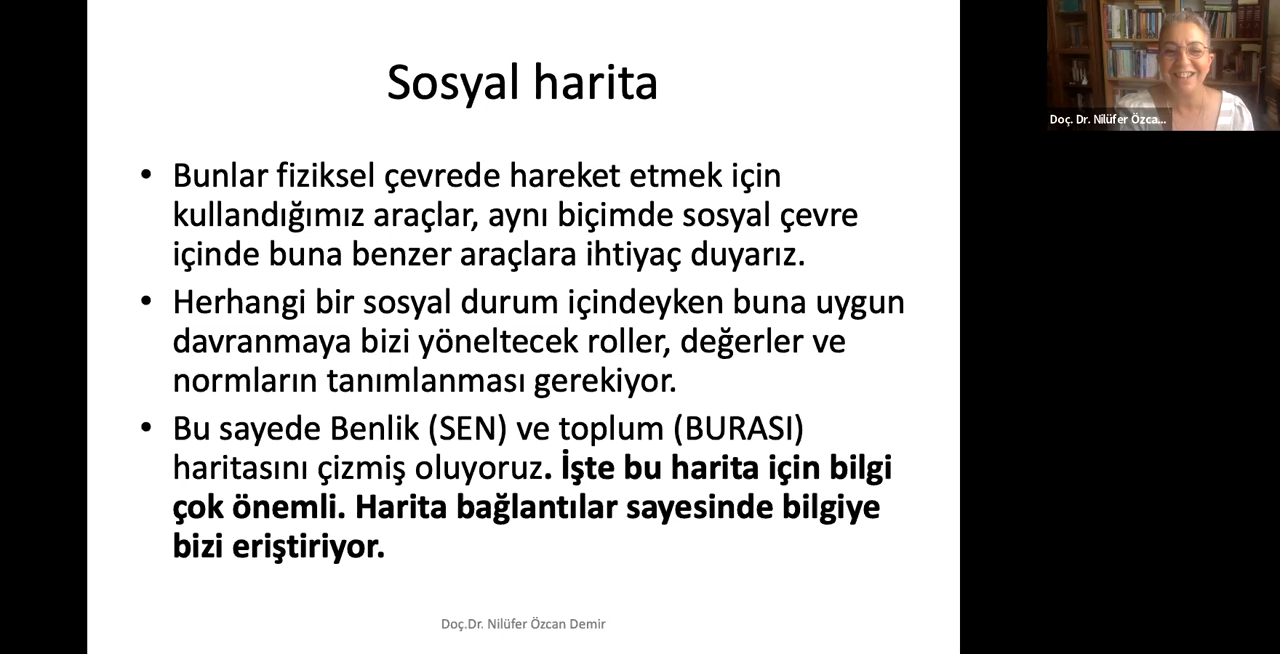 Sosyal harita
• Bunlar fiziksel çevrede hareket etmek için
kullandığımız araçlar, aynı biçimde sosyal çevre
içinde buna benzer araçlara ihtiyaç duyarız.
• Herhangi bir sosyal durum içindeyken buna uygun
davranmaya bizi yöneltecek roller, değerler ve
normların tanımlanması gerekiyor.
• Bu sayede Benlik (SEN) ve toplum (BURASI)
haritasını çizmiş oluyoruz. İşte bu harita için bilgi
çok önemli. Harita bağlantılar sayesinde bilgiye
bizi eriştiriyor.
Doç.Dr. Nilüfer Özcan Demir
Doç. Dr. Nilüfer Özca...